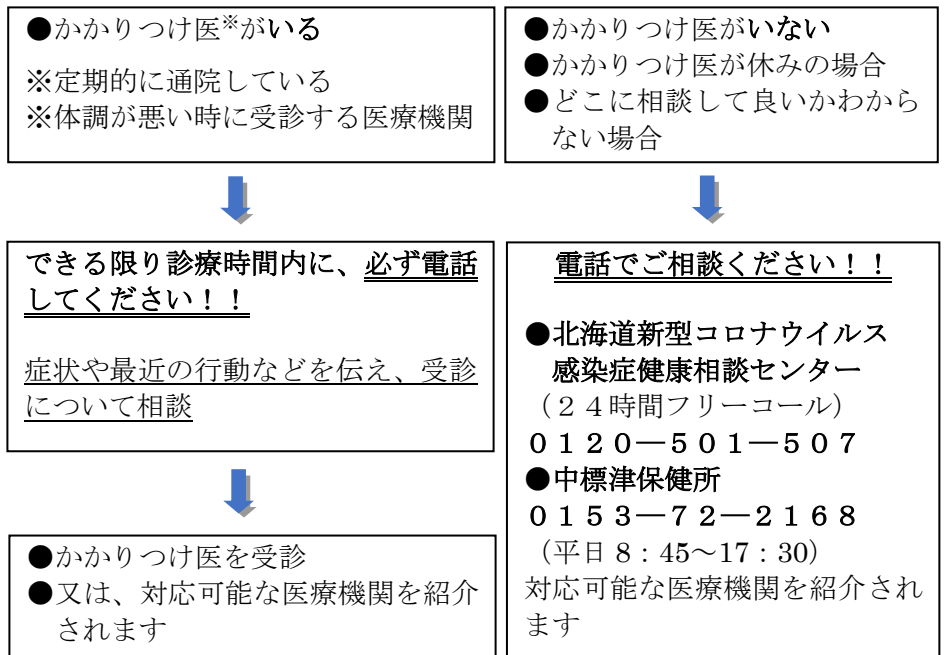 ●かかりつけ医※がいる
※定期的に通院している
※体調が悪い時に受診する医療機関
できる限り診療時間内に、必ず電話
してください！！
症状や最近の行動などを伝え、受診
について相談
●かかりつけ医を受診
●又は、対応可能な医療機関を紹介
されます
●かかりつけ医がいない
●かかりつけ医が休みの場合
●どこに相談して良いかわから
ない場合
電話でご相談ください！！
●北海道新型コロナウイルス
感染症健康相談センター
（２４時間フリーコール）
０１２０―５０１―５０７
●中標津保健所
０１５３―７２―２１６８
（平日 8：45～17：30）
対応可能な医療機関を紹介され
ます